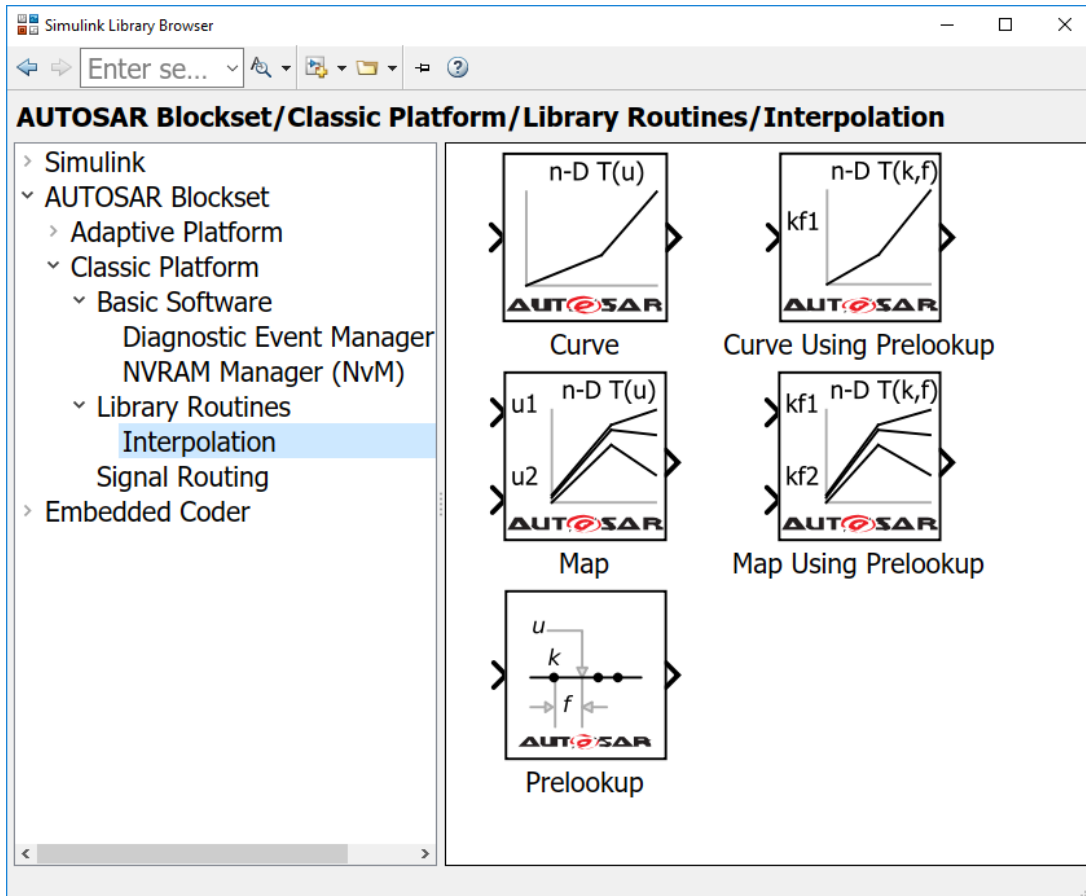 Simulink Library Browser
Enter se...
AUTOSAR Blockset/Classic Platform/Library Routines/Interpolation
Simulink
AUTOSAR Blockset
Adaptive Platform
Classic Platform
Basic Software
Diagnostic Event Manager
NVRAM Manager (NvM)
Library Routines
Interpolation
Signal Routing
Embedded Coder
n-D T(u)
AUTOSAR
Curve
n-D T(k,f)
kf1
AUTOSAR
Curve Using Prelookup
n-D T(u)
u1
u2
AUTOSAR
Map
n-D T(k,f)
kf1
kf2
AUTOSAR
Map Using Prelookup
u
k
f
AUTOSAR
Prelookup